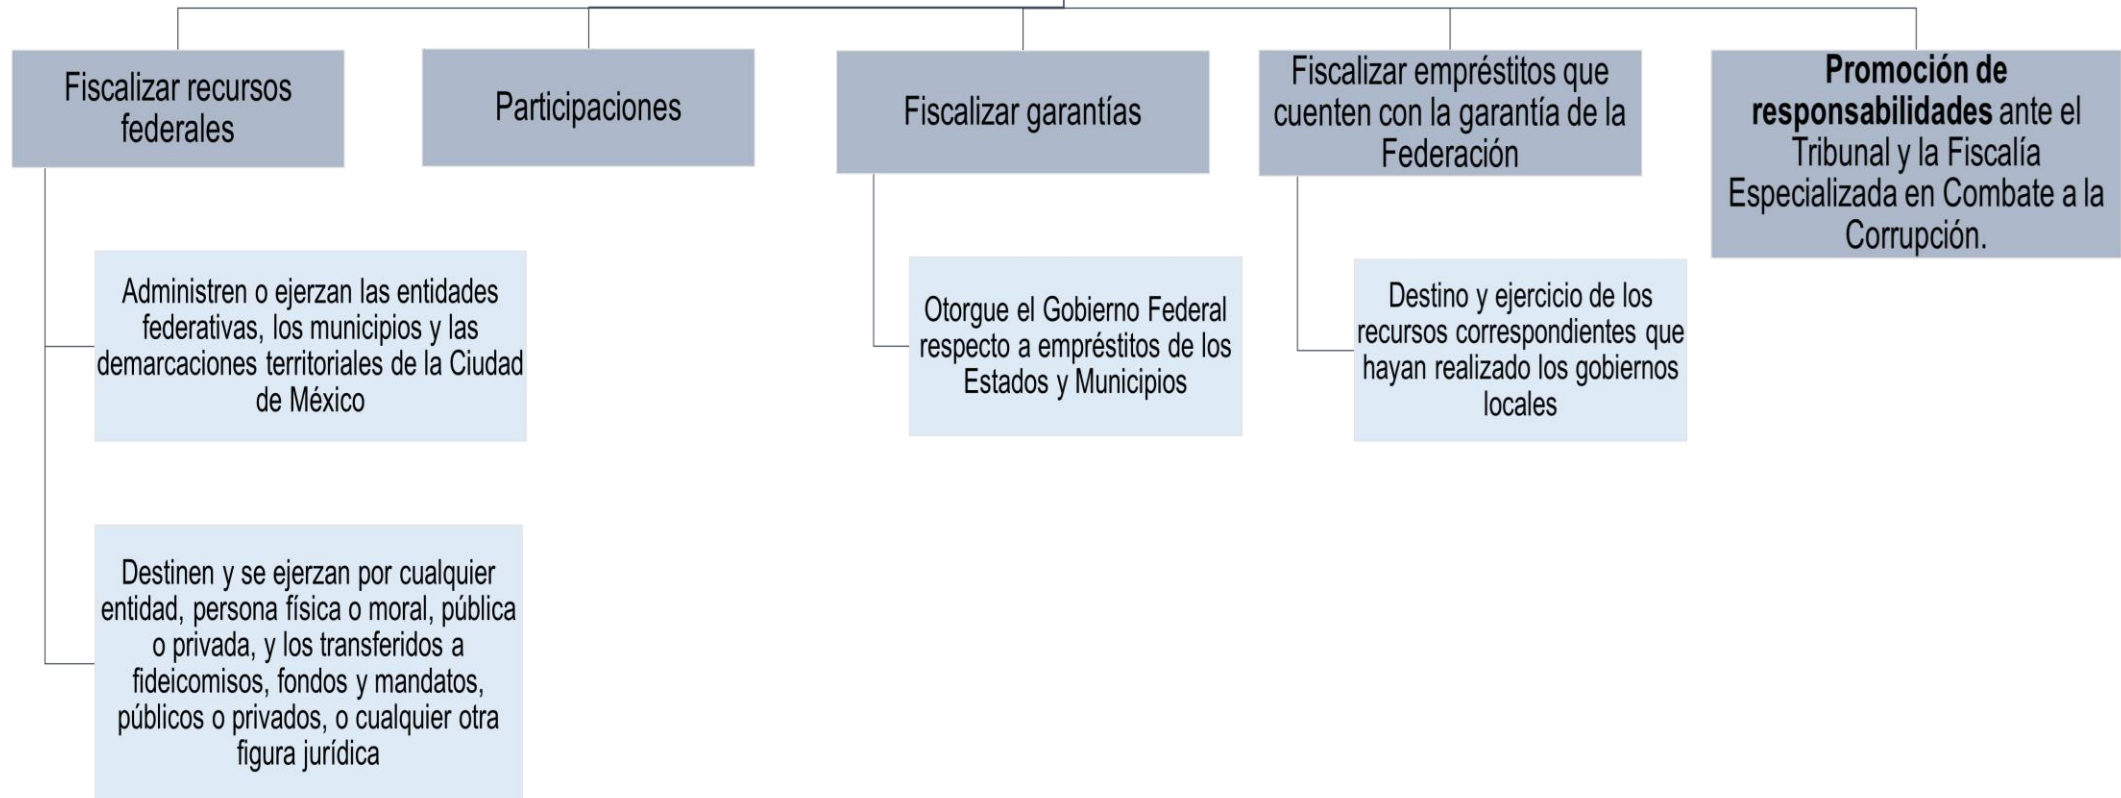 Fiscalizar recursos
federales
Participaciones
Fiscalizar garantías
Fiscalizar empréstitos que
cuenten con la garantía de la
Federación
Promoción de
responsabilidades ante el
Tribunal y la Fiscalía
Especializada en Combate a la
Corrupción.
Administren o ejerzan las entidades
federativas, los municipios y las
demarcaciones territoriales de la Ciudad
de México
Otorgue el Gobierno Federal
respecto a empréstitos de los
Estados y Municipios
Destino y ejercicio de los
recursos correspondientes que
hayan realizado los gobiernos
locales
Destinen y se ejerzan por cualquier
entidad, persona física o moral, pública
o privada, y los transferidos a
fideicomisos, fondos y mandatos,
públicos o privados, o cualquier otra
figura jurídica